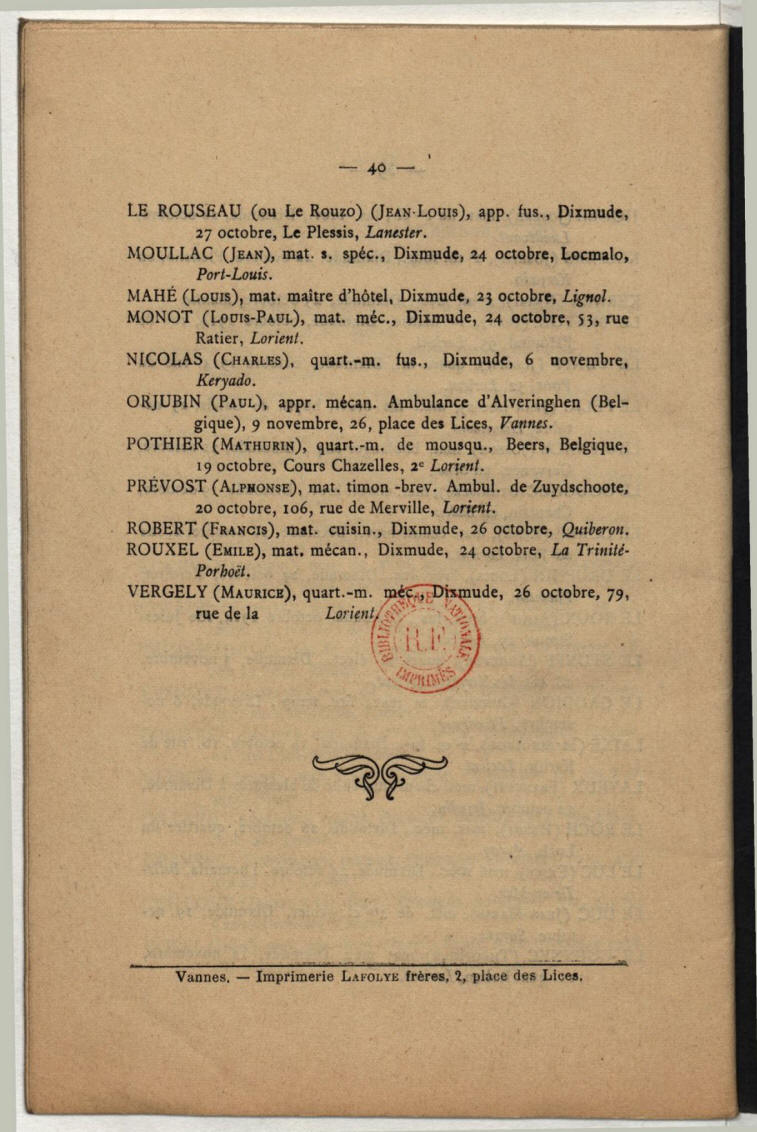 — 40 —
LE ROUSEAU (ou Le Rouzo) (JEAN-LOUIS), app. fus., Dixmude,
27 octobre, Le Plessis, Lanester.
MOULLAC (JEAN), mat. s. spéc., Dixmude, 24 octobre, Locmalo,
Port-Louis.
MAHÉ (LOUIS), mat. maître d'hôtel, Dixmude, 23 octobre, Lignol.
MONOT (LOUIS-PAUL), mat. méc., Dixmude, 24 octobre, 53, rue
Ratier, Lorient.
NICOLAS (CHARLES), quart.-m. fus., Dixmude, 6 novembre,
Keryado.
ORJUBIN (PAUL), appr. mécan. Ambulance d'Alveringhen (Bel-
gique), 9 novembre, 26, place des Lices, Vannes.
POTHIER (MATHURIN), quart.-m. de mousqu., Beers, Belgique,
19 octobre, Cours Chazelles, 2e Lorient.
PRÉVOST (ALPHONSE), mat. timon -brev. Ambul. de Zuydschoote,
20 octobre, 106, rue de Merville, Lorient.
ROBERT (FRANCIS), mat. cuisin., Dixmude, 26 octobre, Quiberon.
ROUXEL (EMILE), mat. mécan., Dixmude, 24 octobre, La Trinité-
Porhoët.
VERGELY (MAURICE), quart.-m. méc., Dixmude, 26 octobre, 79,
rue de la Lorient.
BIBLIOTHEQUE NATIONALE
R.F.
IMPRIMÉS
Vannes. — Imprimerie LAFOLYE frères, 2, place des Lices.